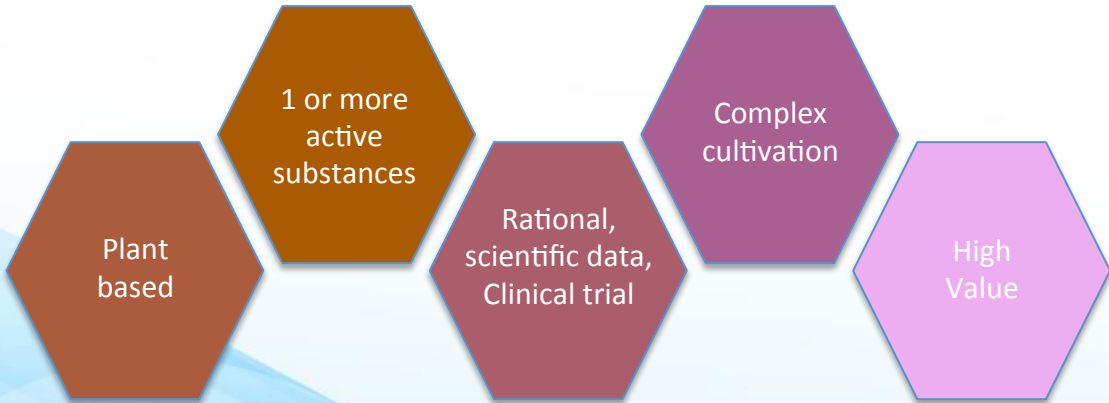 Plant
based
1 or more
active
substances
Rational,
scientific data,
Clinical trial
Complex
cultivation
High
Value